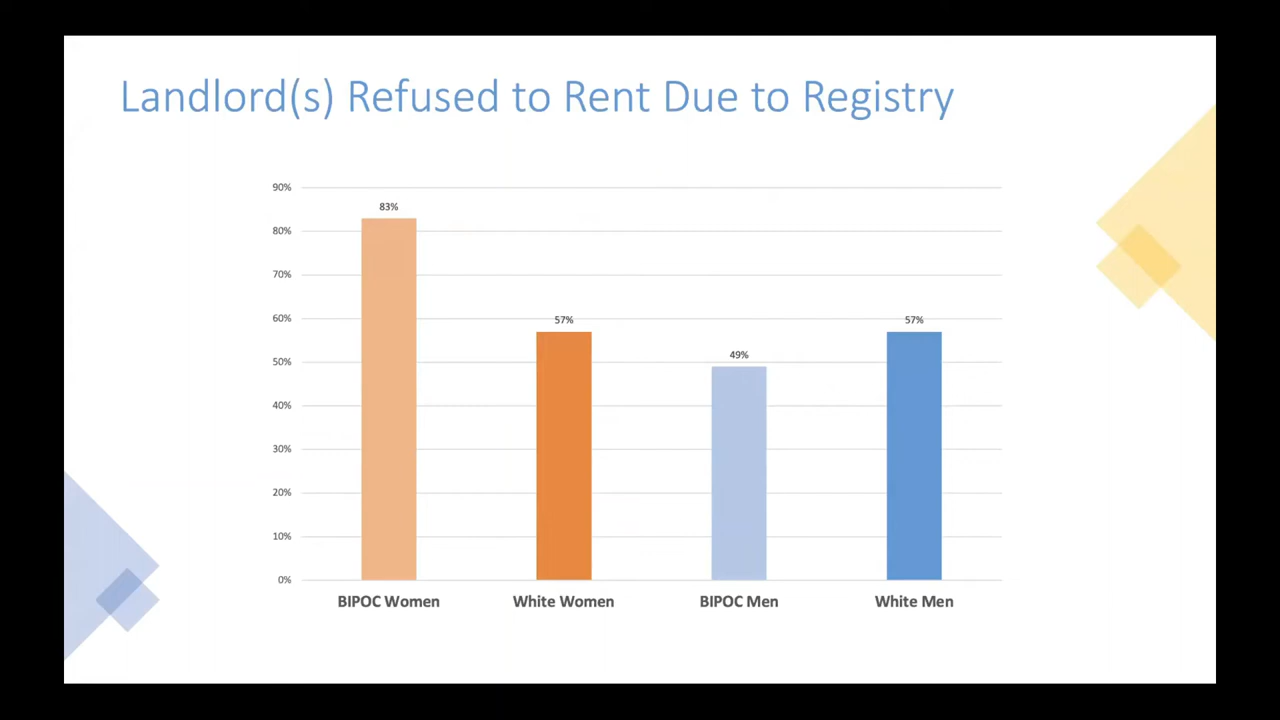 Landlord(s) Refused to Rent Due to Registry
90%
80%
70%
60%
50%
40%
30%
20%
10%
0%
83%
57%
49%
57%
BIPOC Women
White Women
BIPOC Men
White Men